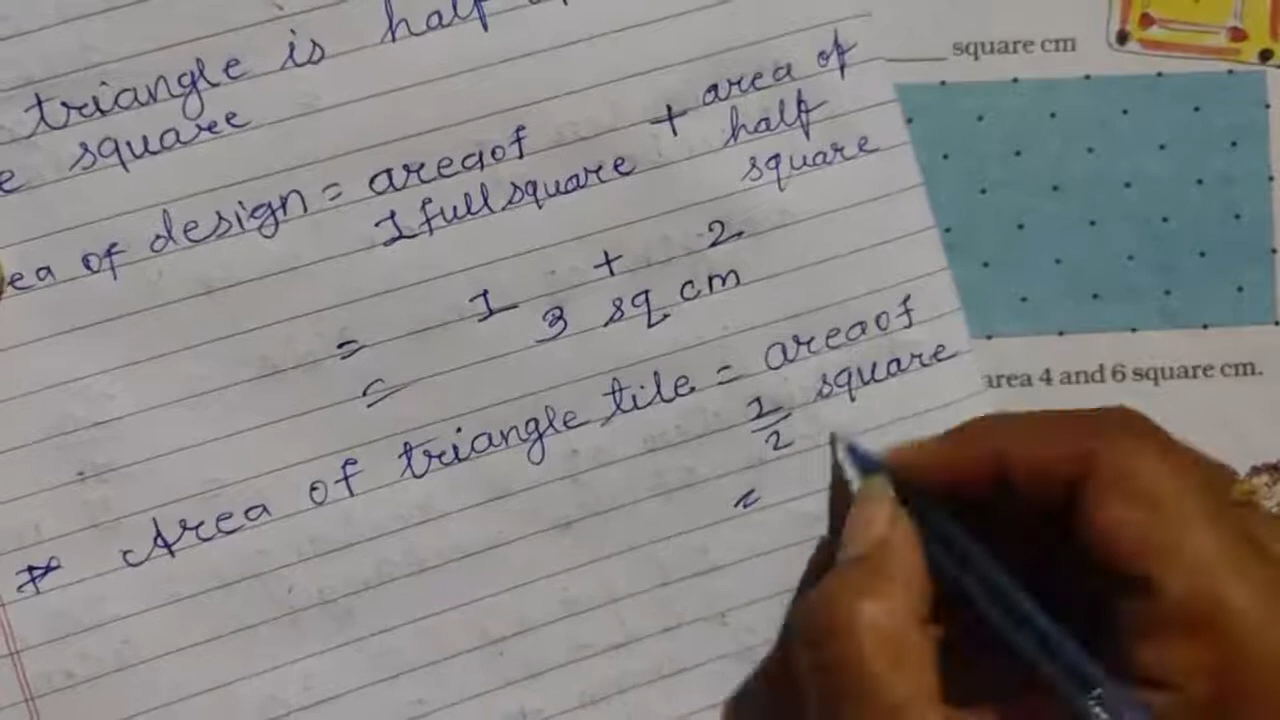 triangle is half
square
ea of design = area of + area of
1 full square half
square
= 1 + 2
= 3 sq cm
* Area of triangle tile = area of
1/2 square
=
square cm
area 4 and 6 square cm.